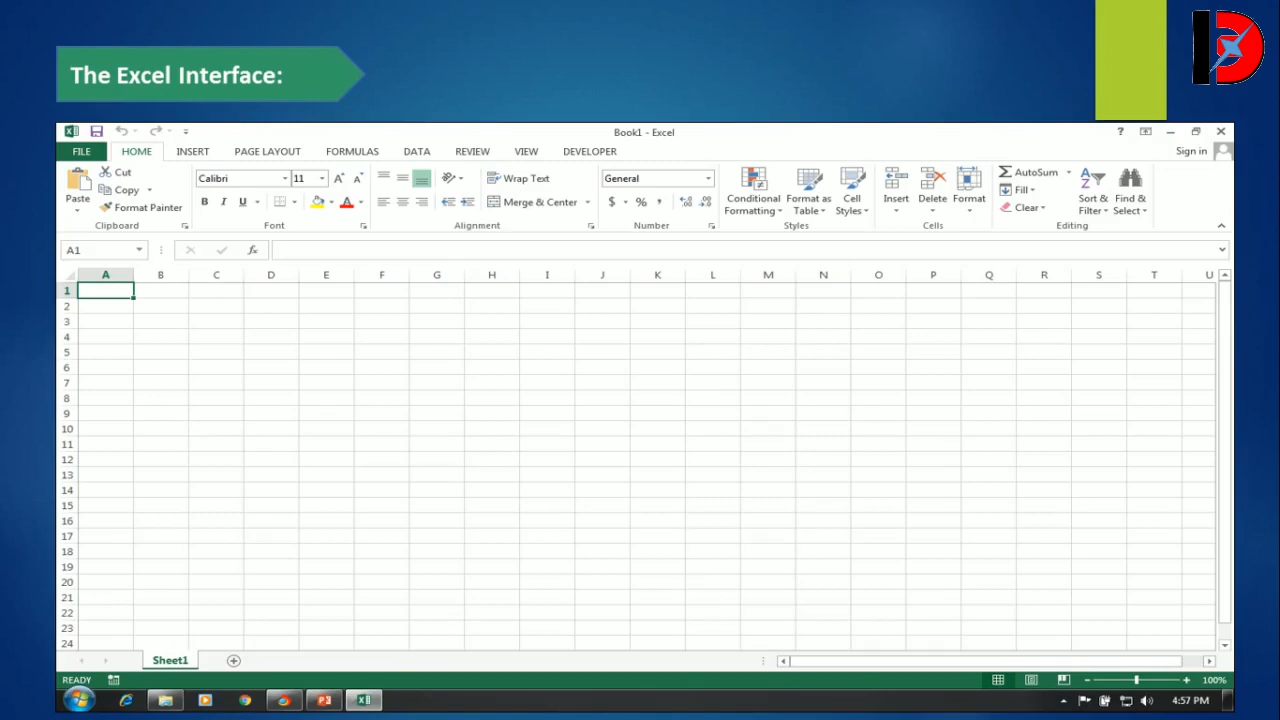 The Excel Interface:
Book1 - Excel
?
FILE HOME INSERT PAGE LAYOUT FORMULAS DATA REVIEW VIEW DEVELOPER Sign in
Cut Calibri 11 Wrap Text General AutoSum
Copy Fill
Paste Format Painter B I U Merge & Center $ % , Conditional Formatting Format as Table Cell Styles Insert Delete Format Clear Sort & Filter Find & Select
Clipboard Font Alignment Number Styles Cells Editing
A1 fx
A B C D E F G H I J K L M N O P Q R S T U
1
2
3
4
5
6
7
8
9
10
11
12
13
14
15
16
17
18
19
20
21
22
23
24
Sheet1
READY 100%
4:57 PM